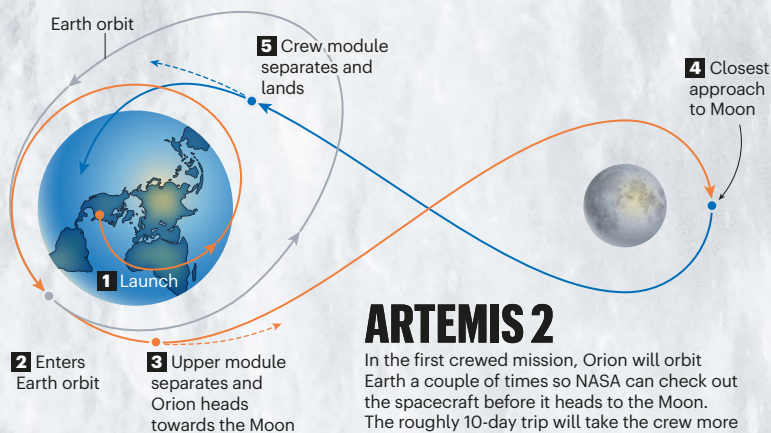 Earth orbit
5 Crew module
separates and
lands
4 Closest
approach
to Moon
1 Launch
2 Enters
Earth orbit
3 Upper module
separates and
Orion heads
towards the Moon
ARTEMIS 2
In the first crewed mission, Orion will orbit
Earth a couple of times so NASA can check out
the spacecraft before it heads to the Moon.
The roughly 10-day trip will take the crew more